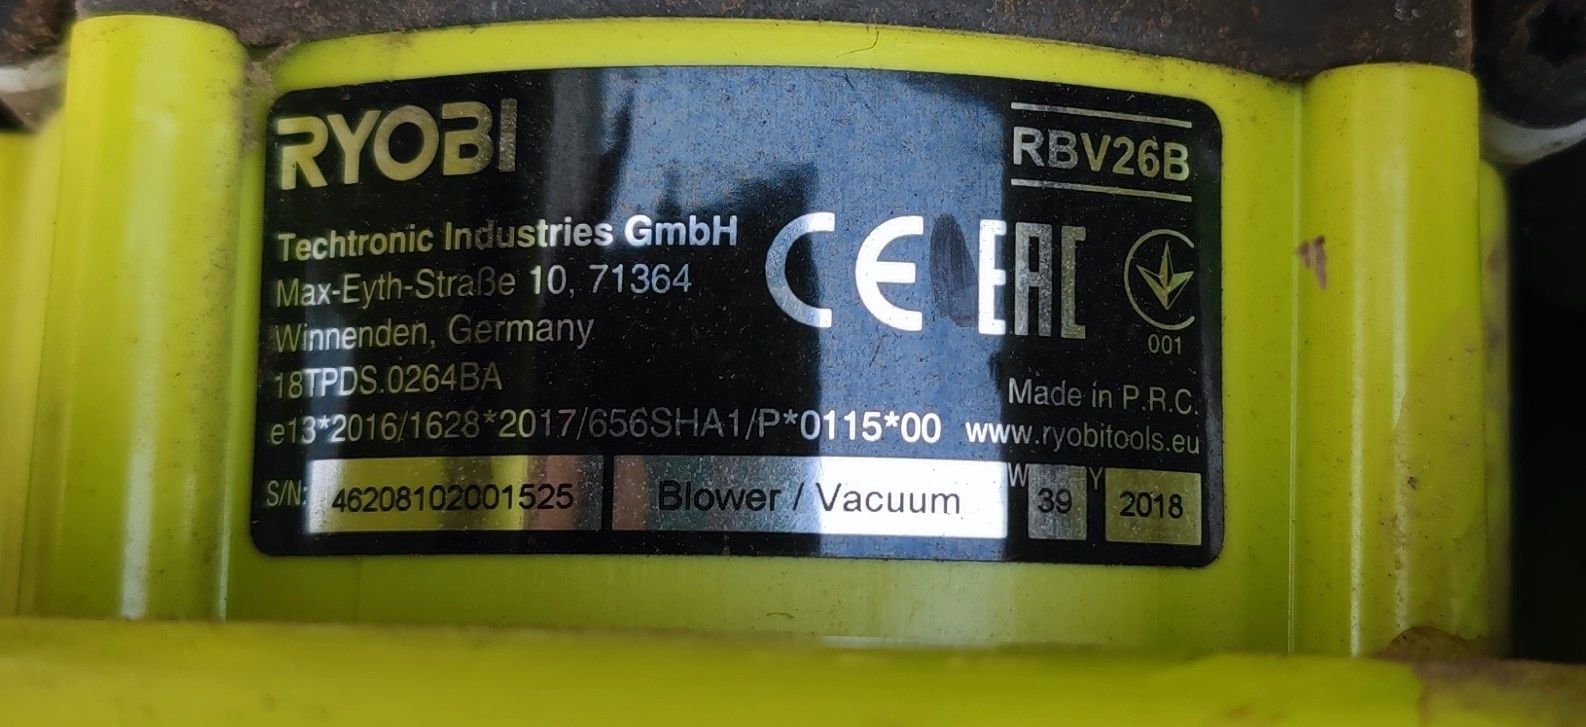 RYOBI
RBV26B
Techtronic Industries GmbH
Max-Eyth-Straße 10, 71364
Winnenden, Germany
18TPDS.0264BA
e13*2016/1628*2017/656SHA1/P*0115*00
CE EAC
001
Made in P.R.C.
www.ryobitools.eu
S/N: 46208102001525
Blower / Vacuum
W 39 Y 2018